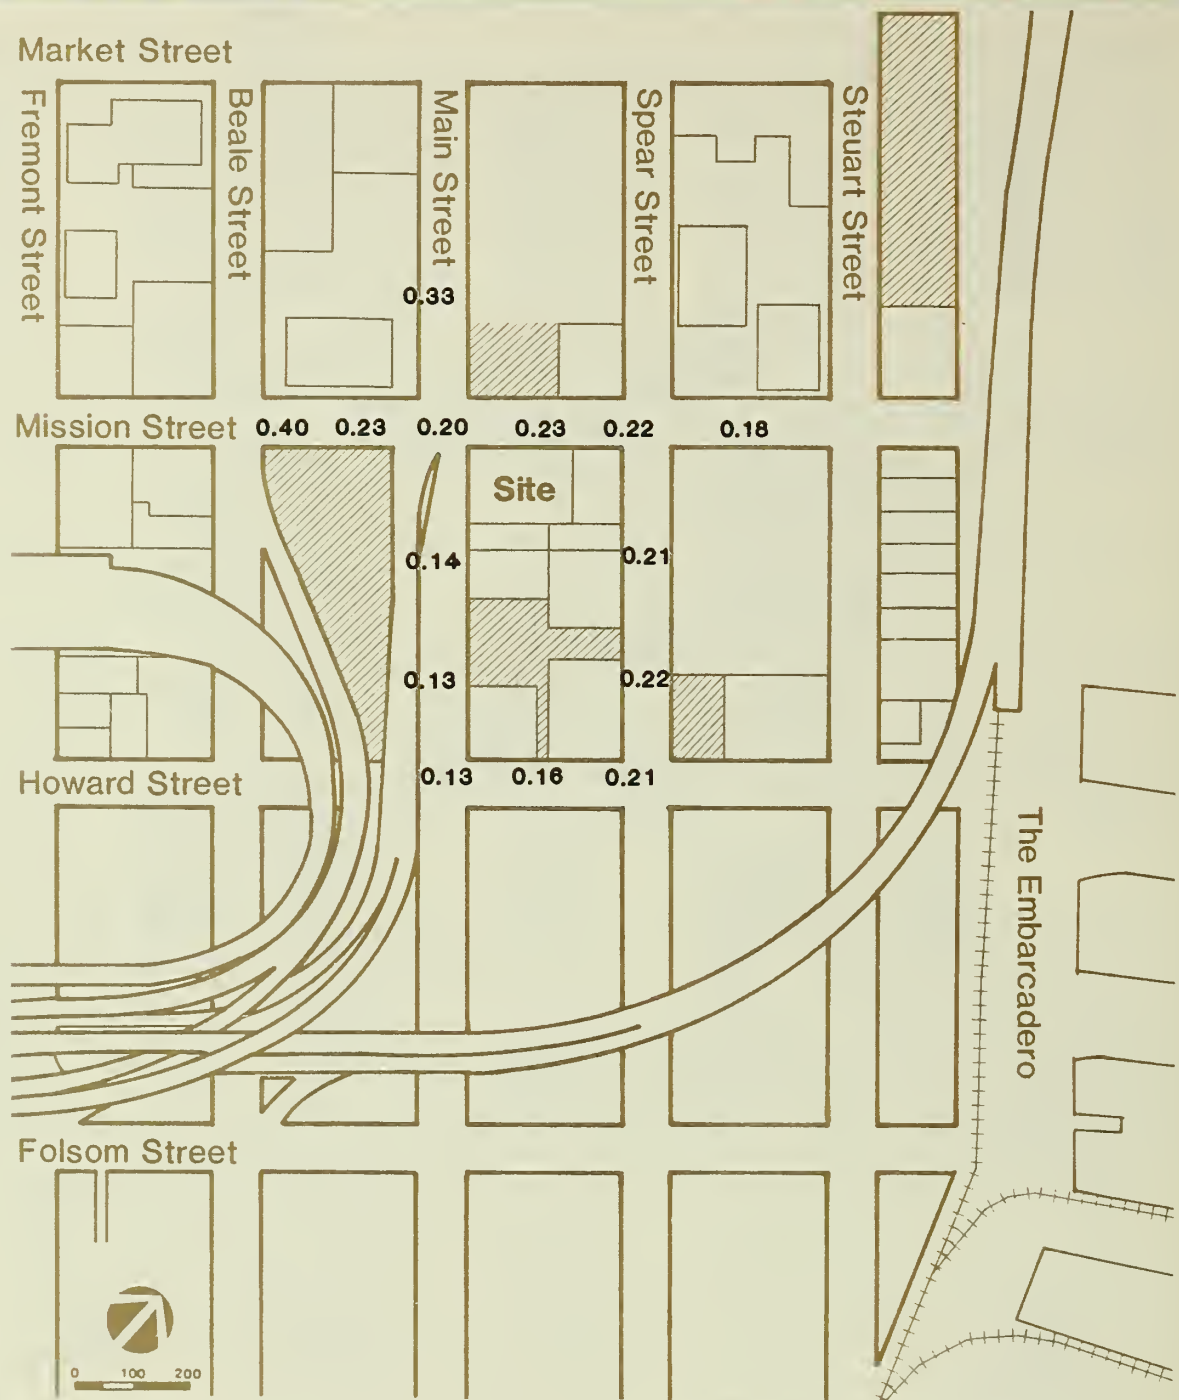 Market Street
Fremont Street
Beale Street
Main Street
Spear Street
Steuart Street
0.33
Mission Street
0.40 0.23 0.20 0.23 0.22 0.18
Site
0.14 0.21
0.13 0.22
Howard Street
0.13 0.16 0.21
The Embarcadero
Folsom Street
0 100 200